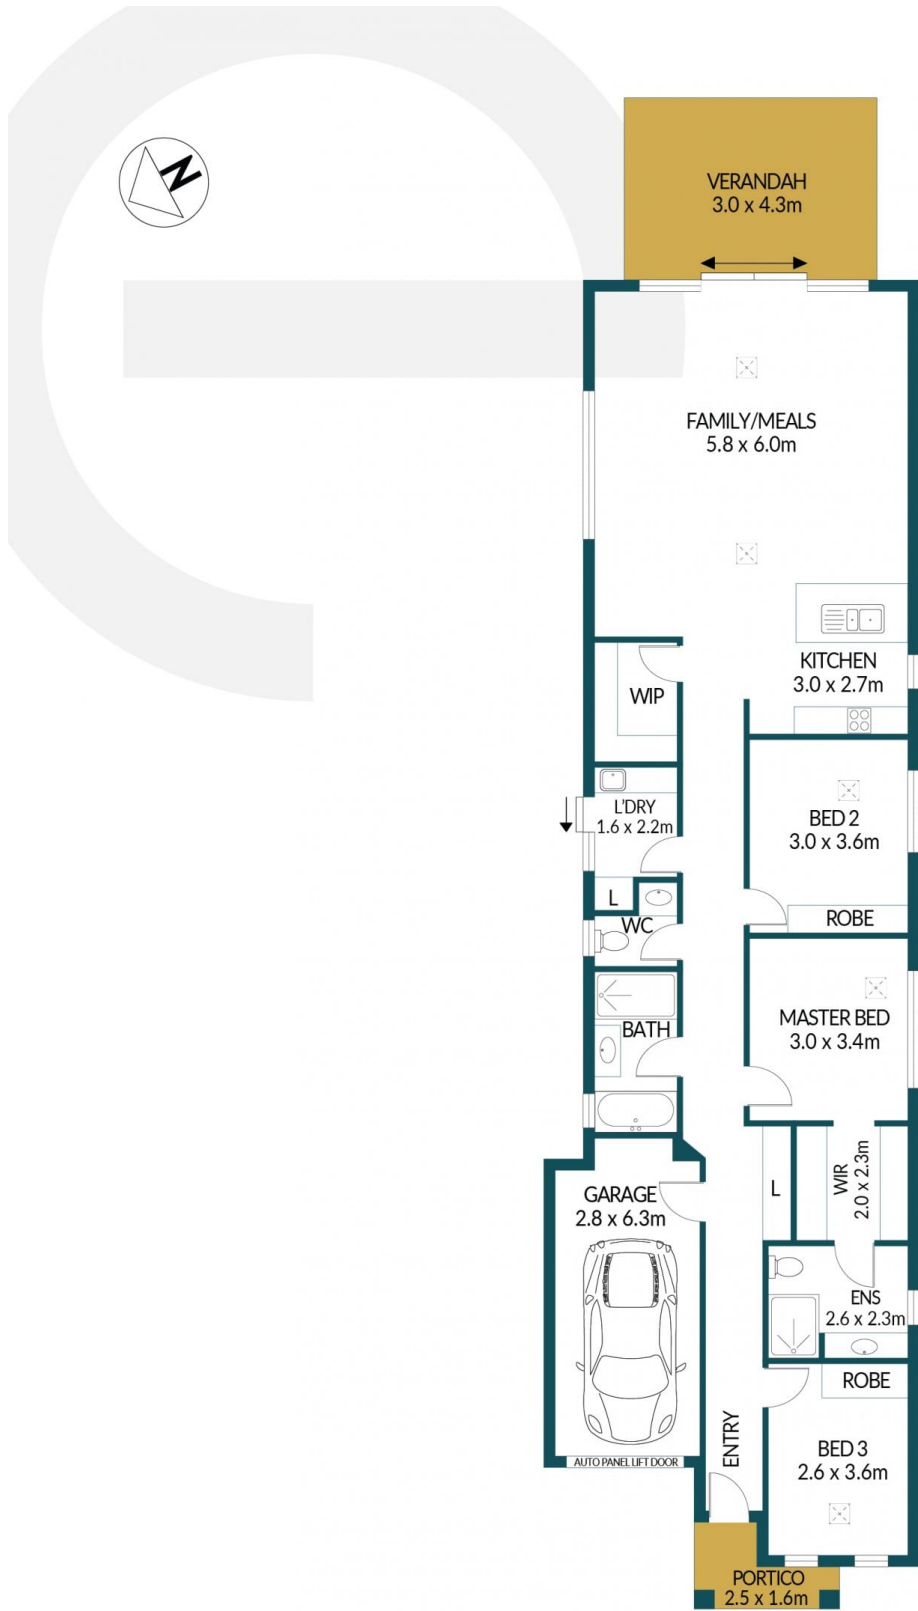 N
VERANDAH
3.0 x 4.3m
FAMILY/MEALS
5.8 x 6.0m
KITCHEN
3.0 x 2.7m
WIP
L'DRY
1.6 x 2.2m
BED 2
3.0 x 3.6m
L
ROBE
WC
MASTER BED
3.0 x 3.4m
BATH
WIR
2.0 x 2.3m
L
GARAGE
2.8 x 6.3m
ENS
2.6 x 2.3m
ROBE
ENTRY
BED 3
2.6 x 3.6m
AUTO PANEL LIFT DOOR
PORTICO
2.5 x 1.6m